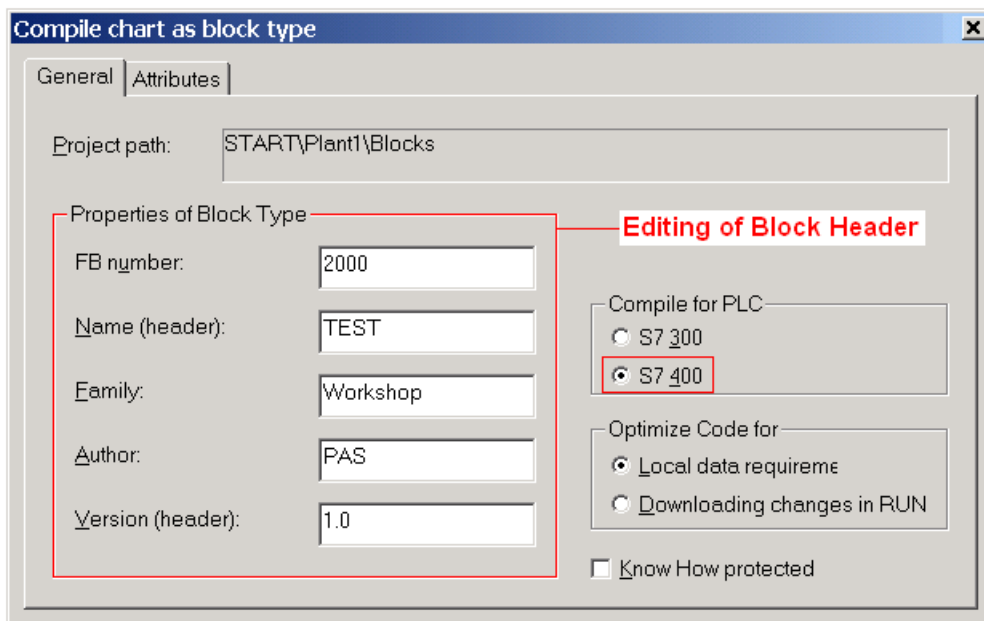 Compile chart as block type
General
Attributes
Project path:
START\Plant1\Blocks
Properties of Block Type
Editing of Block Header
FB number:
2000
Name (header):
TEST
Family:
Workshop
Author:
PAS
Version (header):
1.0
Compile for PLC
S7 300
S7 400
Optimize Code for
Local data requireme
Downloading changes in RUN
Know How protected